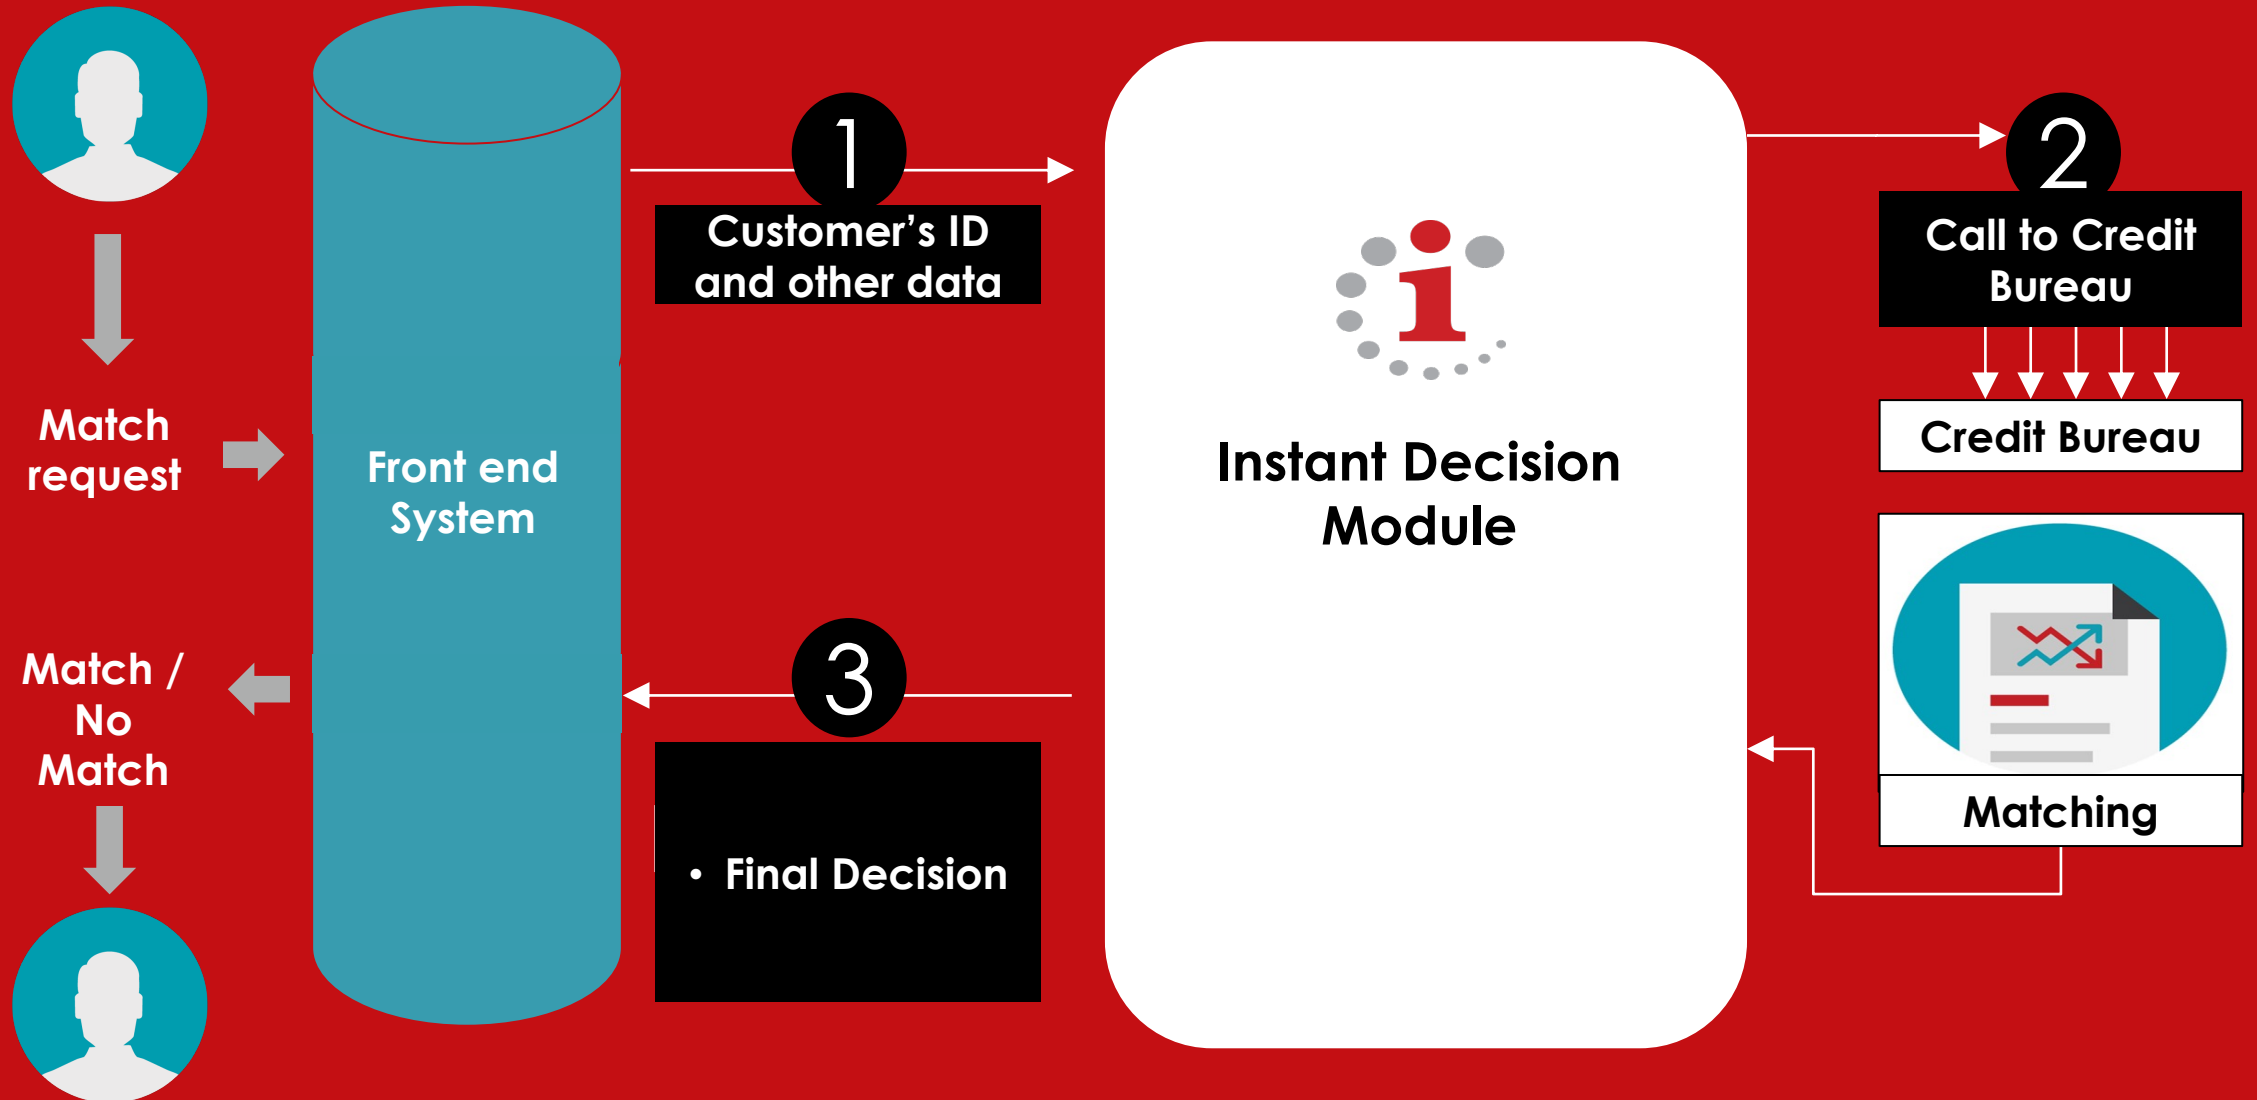 Match
request
Front end
System
1
Customer's ID
and other data
i
Instant Decision
Module
2
Call to Credit
Bureau
Credit Bureau
Matching
3
• Final Decision
Match /
No
Match